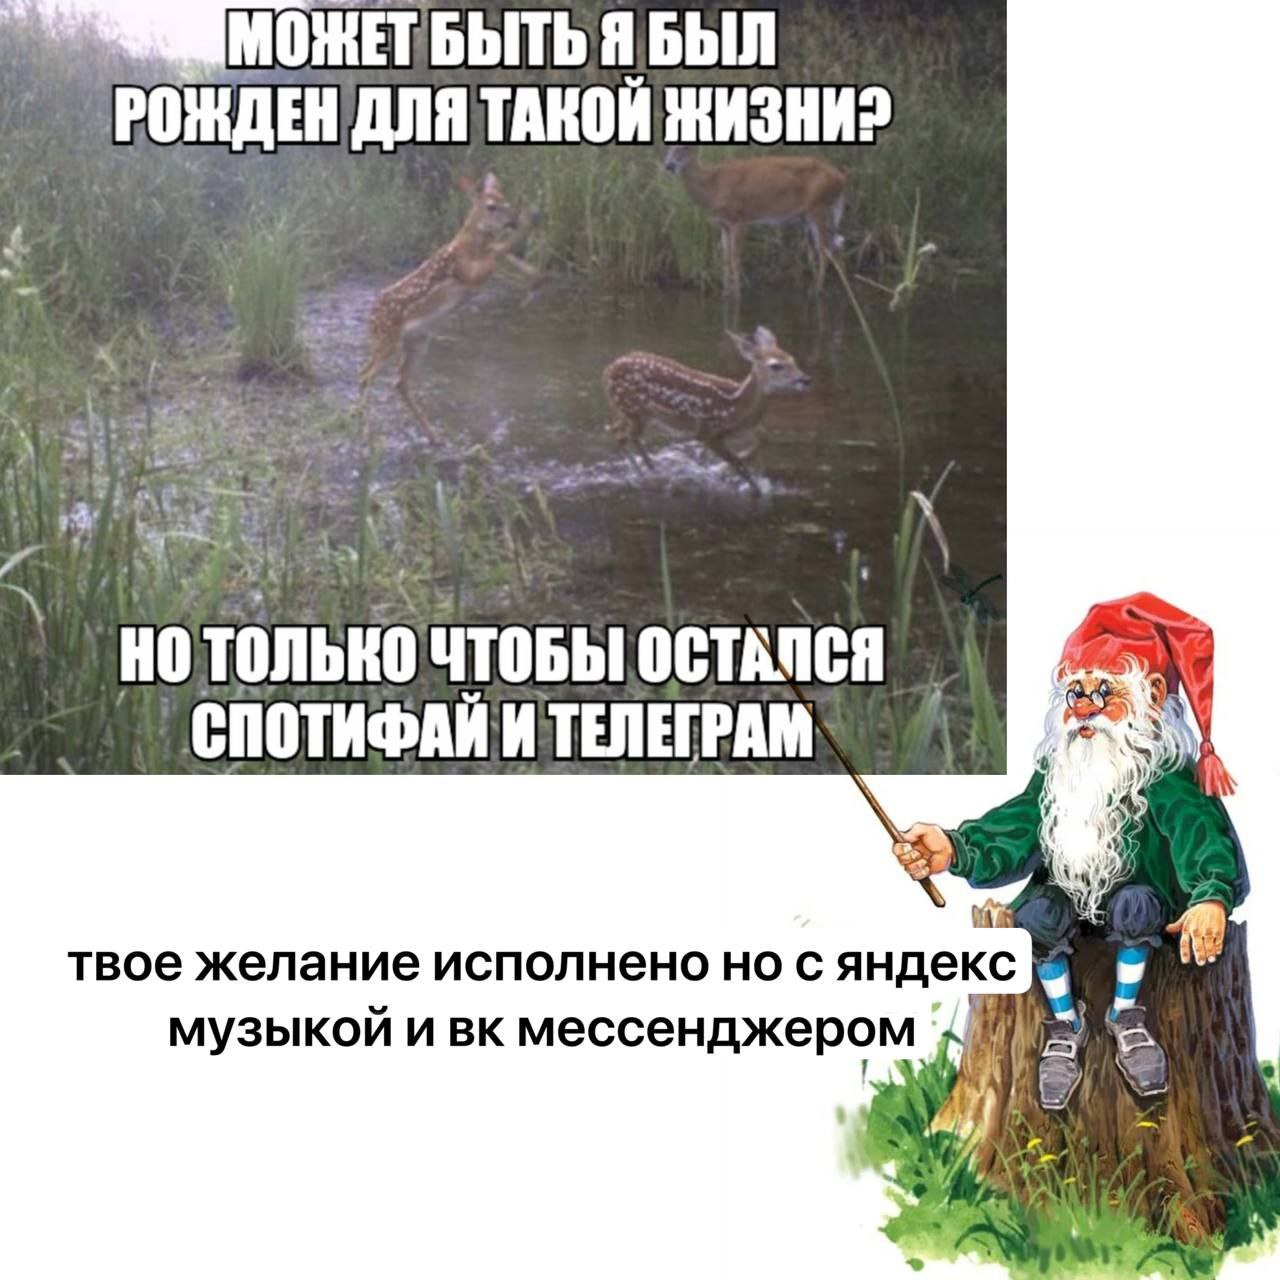 МОЖЕТ БЫТЬ Я БЫЛ
РОЖДЕН ДЛЯ ТАКОЙ ЖИЗНИ?
НО ТОЛЬКО ЧТОБЫ ОСТАЛСЯ
СПОТИФАЙ И ТЕЛЕГРАМ
твое желание исполнено но с яндекс
музыкой и вк мессенджером